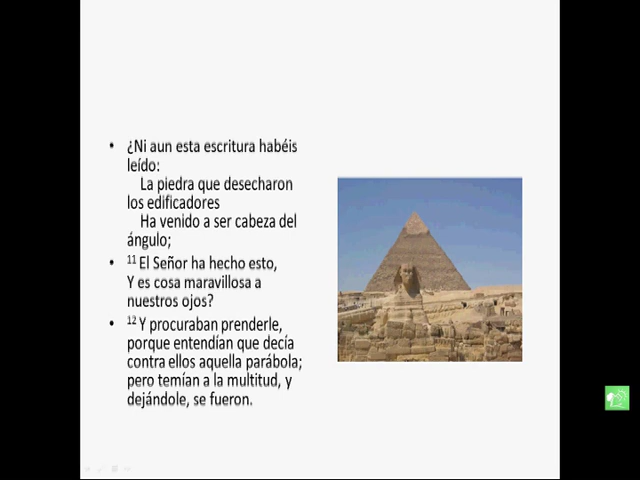 • ¿Ni aun esta escritura habéis
leído:
La piedra que desecharon
los edificadores
Ha venido a ser cabeza del
ángulo;
• 11 El Señor ha hecho esto,
Y es cosa maravillosa a
nuestros ojos?
• 12 Y procuraban prenderle,
porque entendían que decía
contra ellos aquella parábola;
pero temían a la multitud, y
dejándole, se fueron.